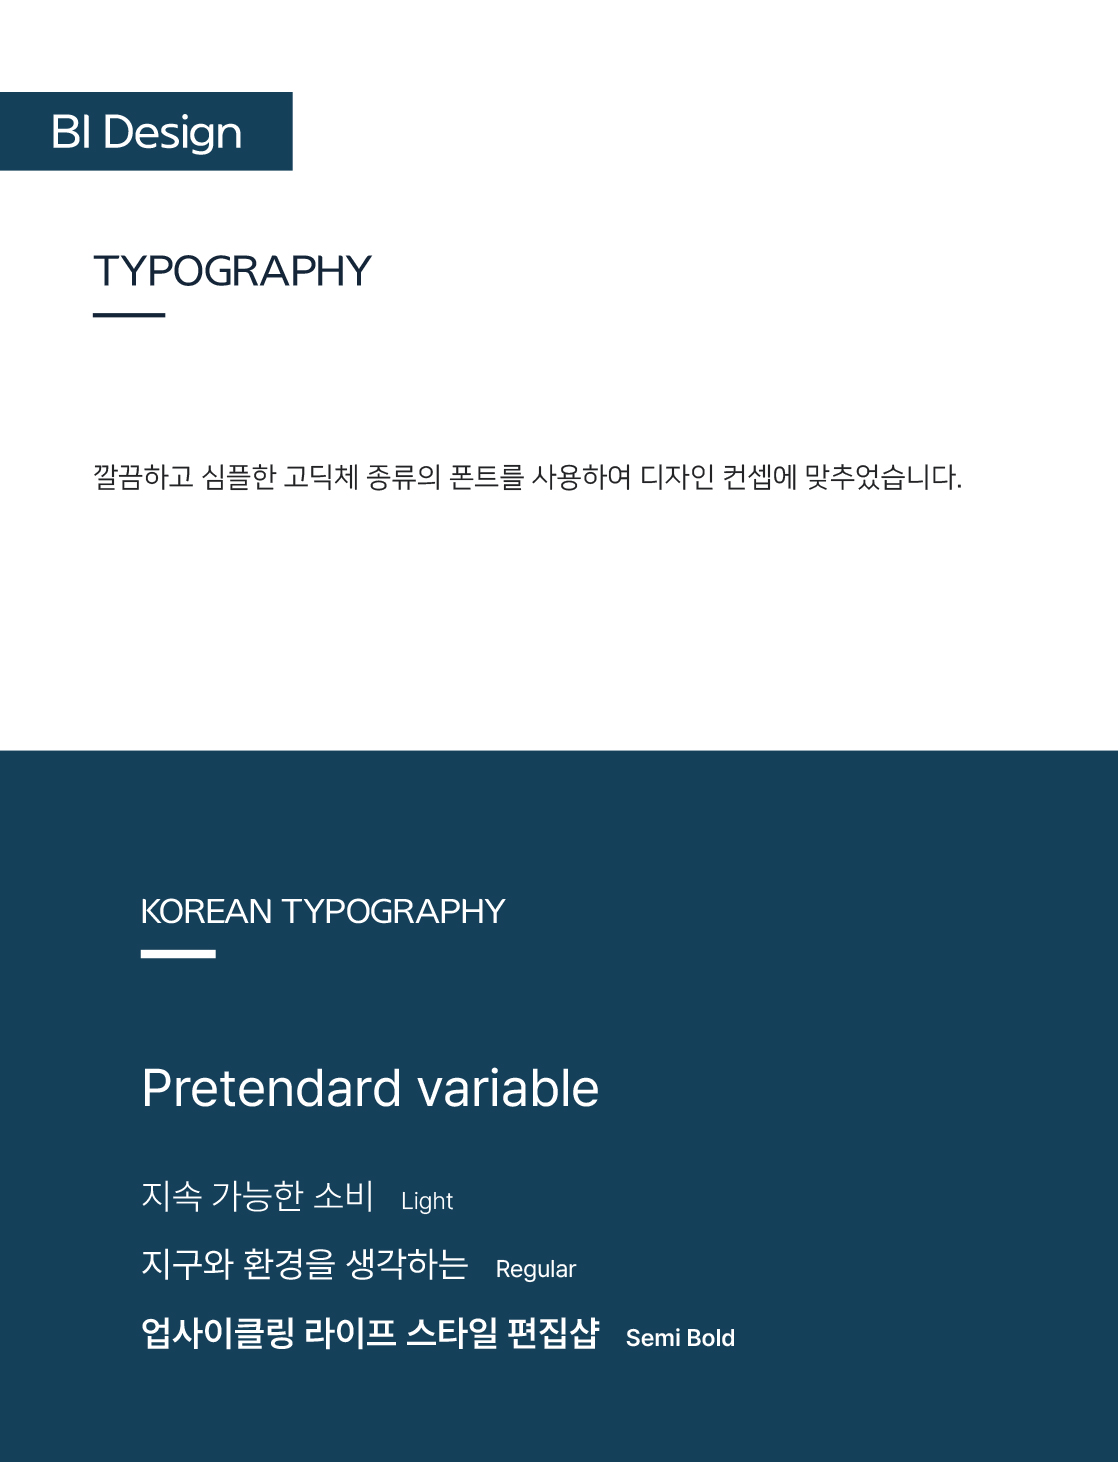 BI Design
TYPOGRAPHY
깔끔하고 심플한 고딕체 종류의 폰트를 사용하여 디자인 컨셉에 맞추었습니다.
KOREAN TYPOGRAPHY
Pretendard variable
지속 가능한 소비 Light
지구와 환경을 생각하는 Regular
업사이클링 라이프 스타일 편집샵 Semi Bold